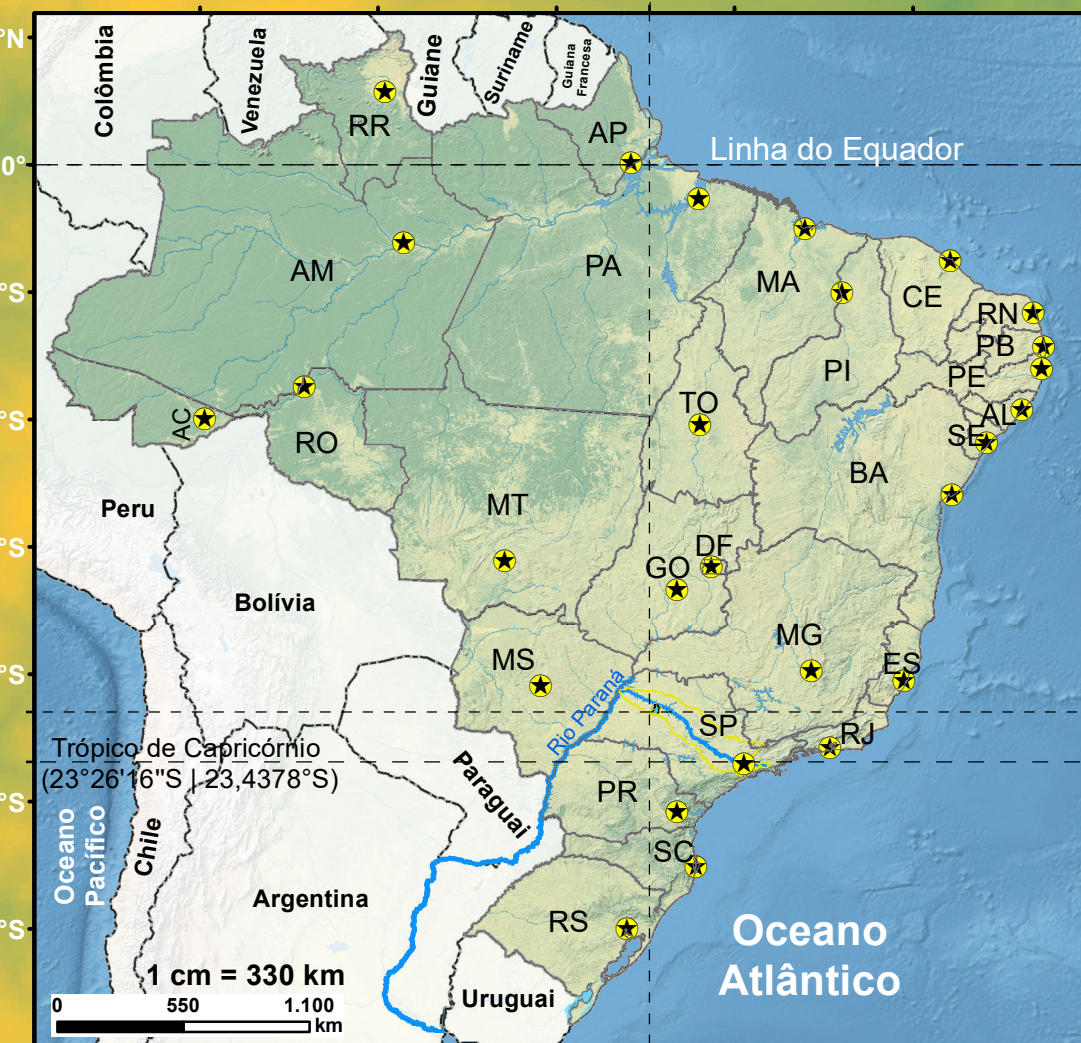 °N
Colômbia
Venezuela
Guiane
Suriname
Guiana
Francesa
RR
AP
0°
Linha do Equador
AM
PA
MA
CE
°S
RN
PB
PI
PE
TO
AL
SE
AC
RO
BA
°S
Peru
MT
DF
GO
°S
Bolívia
MG
MS
ES
°S
Rio Paraná
SP
RJ
Trópico de Capricórnio
(23°26'16"S | 23,4378°S)
Paraguai
PR
°S
Oceano
Pacífico
Chile
SC
Argentina
RS
°S
Oceano
Atlântico
1 cm = 330 km
Uruguai
0 550 1.100
km